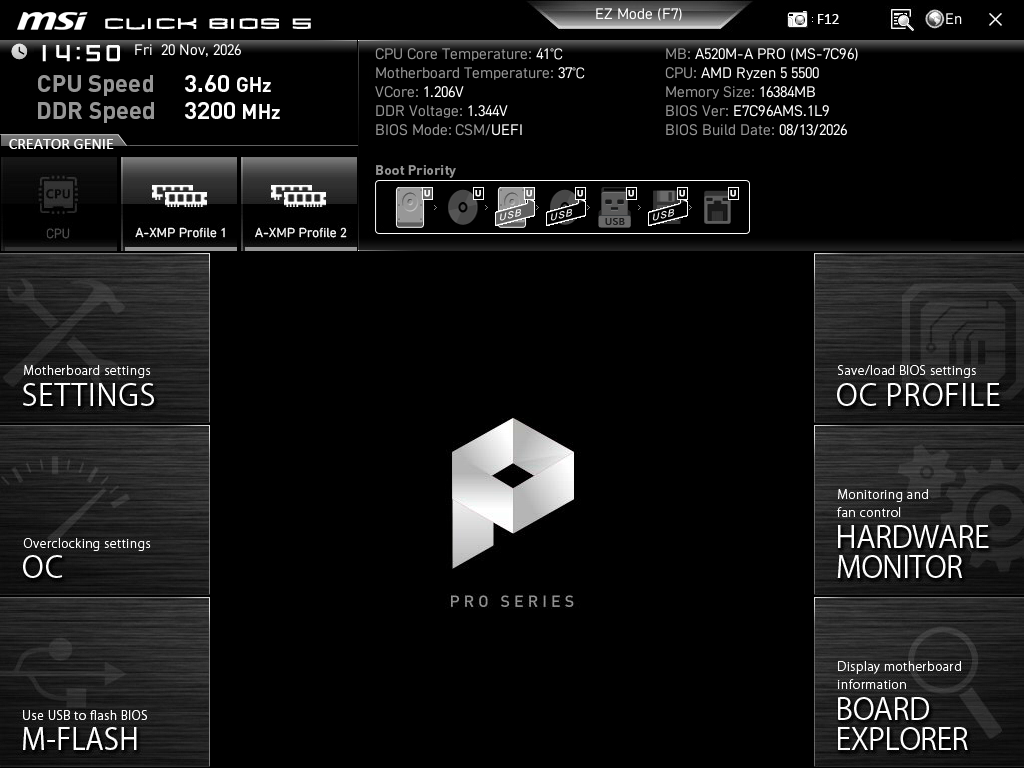 msi CLICK BIOS 5
EZ Mode (F7)
: F12
En
14:50 Fri 20 Nov, 2026
CPU Speed 3.60 GHz
DDR Speed 3200 MHz
CREATOR GENIE
CPU
CPU
A-XMP Profile 1
A-XMP Profile 2
CPU Core Temperature: 41°C
Motherboard Temperature: 37°C
VCore: 1.206V
DDR Voltage: 1.344V
BIOS Mode: CSM/UEFI
MB: A520M-A PRO (MS-7C96)
CPU: AMD Ryzen 5 5500
Memory Size: 16384MB
BIOS Ver: E7C96AMS.1L9
BIOS Build Date: 08/13/2026
Boot Priority
U U U U U U U
USB USB USB USB
Motherboard settings
SETTINGS
Overclocking settings
OC
Use USB to flash BIOS
M-FLASH
PRO SERIES
Save/load BIOS settings
OC PROFILE
Monitoring and
fan control
HARDWARE
MONITOR
Display motherboard
information
BOARD
EXPLORER